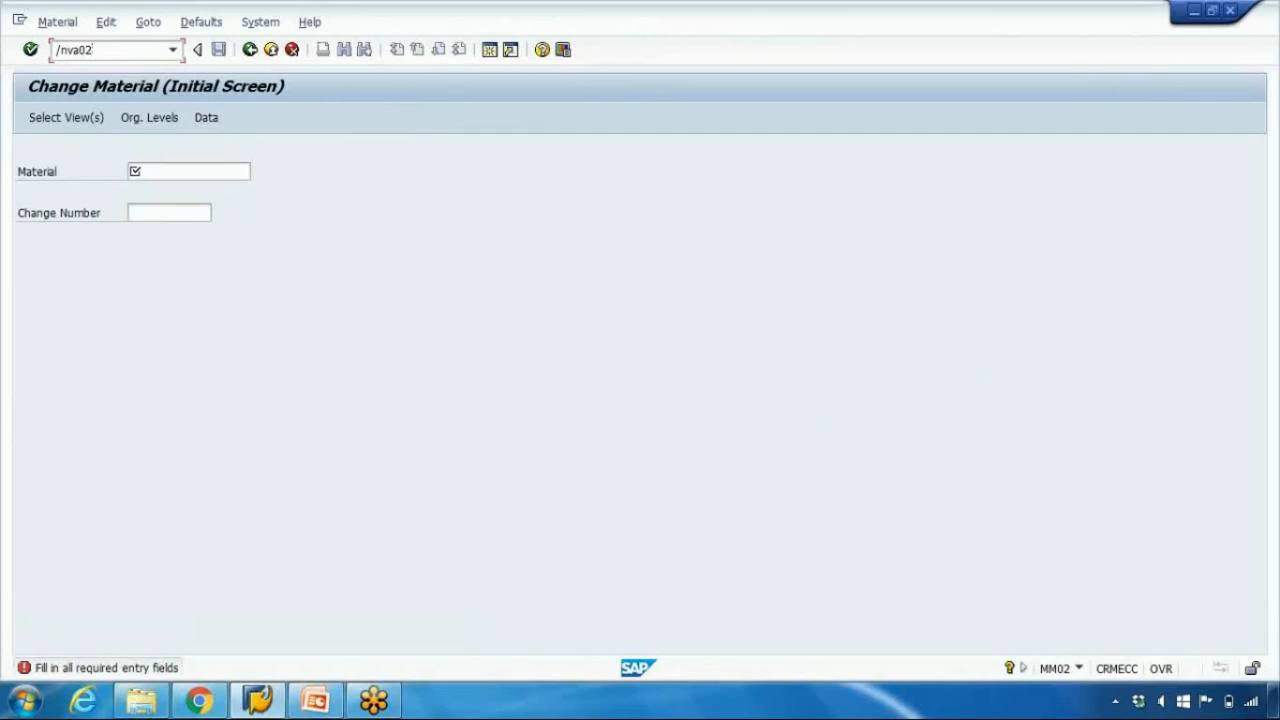 Material Edit Goto Defaults System Help
/nva02
Change Material (Initial Screen)
Select View(s) Org. Levels Data
Material
Change Number
Fill in all required entry fields
SAP
MM02 CRMECC OVR